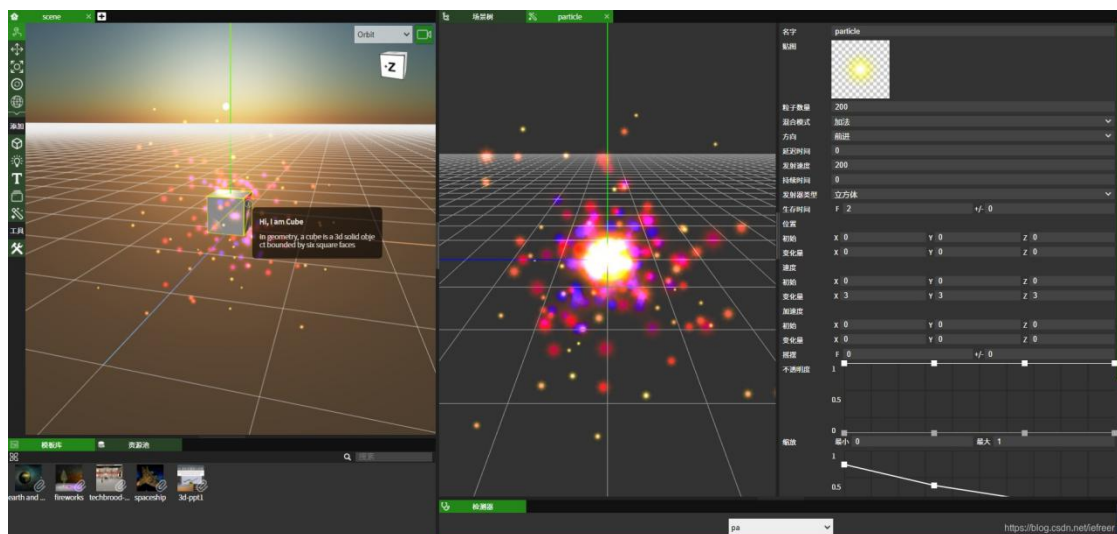 scene × +
Orbit
·Z
添加
T
工具
Hi, I am Cube
In geometry, a cube is a 3d solid obje
ct bounded by six square faces
模板库 资源池
搜索
earth and ... fireworks techbrood-... spaceship 3d-ppt1
场景树 particle ×
名字 particle
贴图
粒子数量 200
混合模式 加法
方向 前进
延迟时间 0
发射速度 200
持续时间 0
发射器类型 立方体
生存时间 F 2 +/- 0
位置
初始 X 0 Y 0 Z 0
变化量 X 0 Y 0 Z 0
速度
初始 X 0 Y 0 Z 0
变化量 X 3 Y 3 Z 3
加速度
初始 X 0 Y 0 Z 0
变化量 X 0 Y 0 Z 0
摇摆 F 0 +/- 0
不透明度 1
0.5
0
缩放 最小 0 最大 1
1
0.5
检测器
pa
https://blog.csdn.net/iefreer